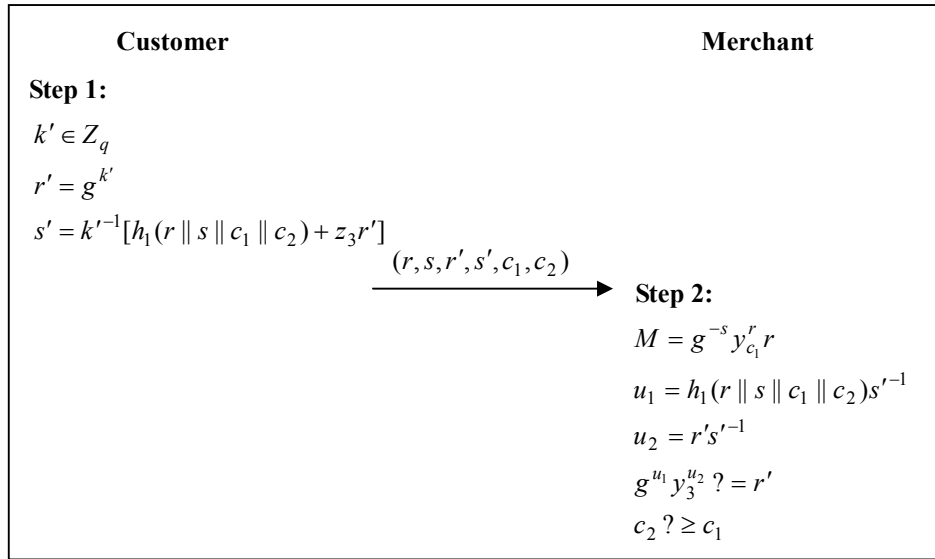 Customer Merchant
Step 1:
k′ ∈ Z_q
r′ = g^{k′}
s′ = k′^{-1}[h_1(r || s || c_1 || c_2) + z_3 r′]
(r, s, r′, s′, c_1, c_2)
Step 2:
M = g^{-s} y_{c_1}^r r
u_1 = h_1(r || s || c_1 || c_2)s′^{-1}
u_2 = r′s′^{-1}
g^{u_1} y_3^{u_2} ? = r′
c_2 ? ≥ c_1